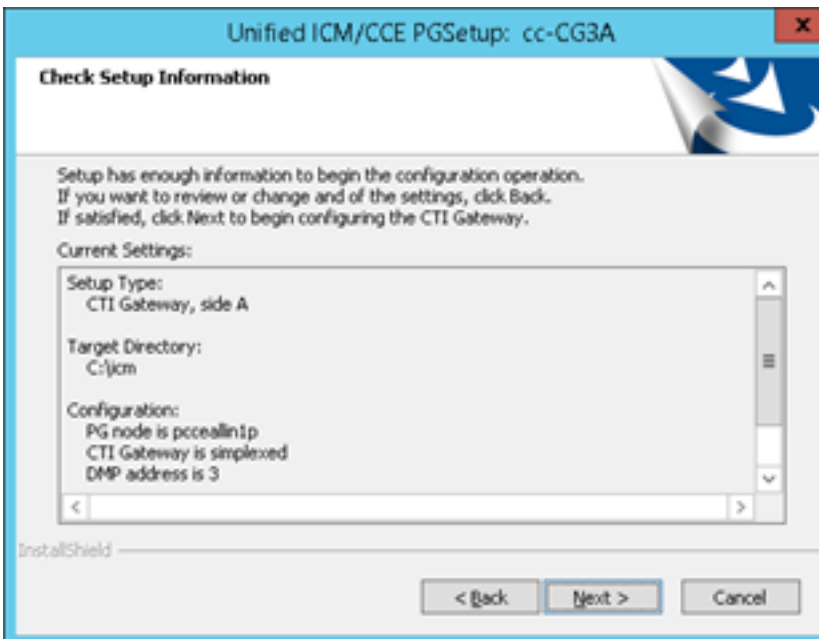 Unified ICM/CCE PGSetup: cc-CG3A
x
Check Setup Information
Setup has enough information to begin the configuration operation.
If you want to review or change and of the settings, click Back.
If satisfied, click Next to begin configuring the CTI Gateway.
Current Settings:
Setup Type:
CTI Gateway, side A
Target Directory:
C:\icm
Configuration:
PG node is pcceallin1p
CTI Gateway is simplexed
DMP address is 3
InstallShield
< Back
Next >
Cancel